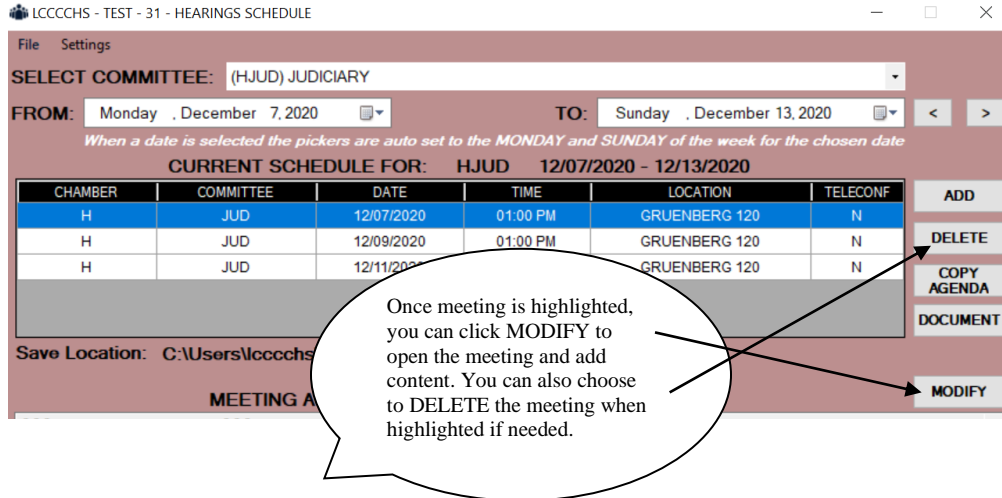 LCCCCHS - TEST - 31 - HEARINGS SCHEDULE
File Settings
SELECT COMMITTEE: (HJUD) JUDICIARY
FROM: Monday , December 7, 2020 TO: Sunday , December 13, 2020 < >
When a date is selected the pickers are auto set to the MONDAY and SUNDAY of the week for the chosen date
CURRENT SCHEDULE FOR: HJUD 12/07/2020 - 12/13/2020
CHAMBER COMMITTEE DATE TIME LOCATION TELECONF
H JUD 12/07/2020 01:00 PM GRUENBERG 120 N
H JUD 12/09/2020 01:00 PM GRUENBERG 120 N
H JUD GRUENBERG 120 N
ADD
DELETE
COPY
AGENDA
DOCUMENT
Save Location: C:\Users\lcccchs
MEETING
MODIFY
Once meeting is highlighted,
you can click MODIFY to
open the meeting and add
content. You can also choose
to DELETE the meeting when
highlighted if needed.